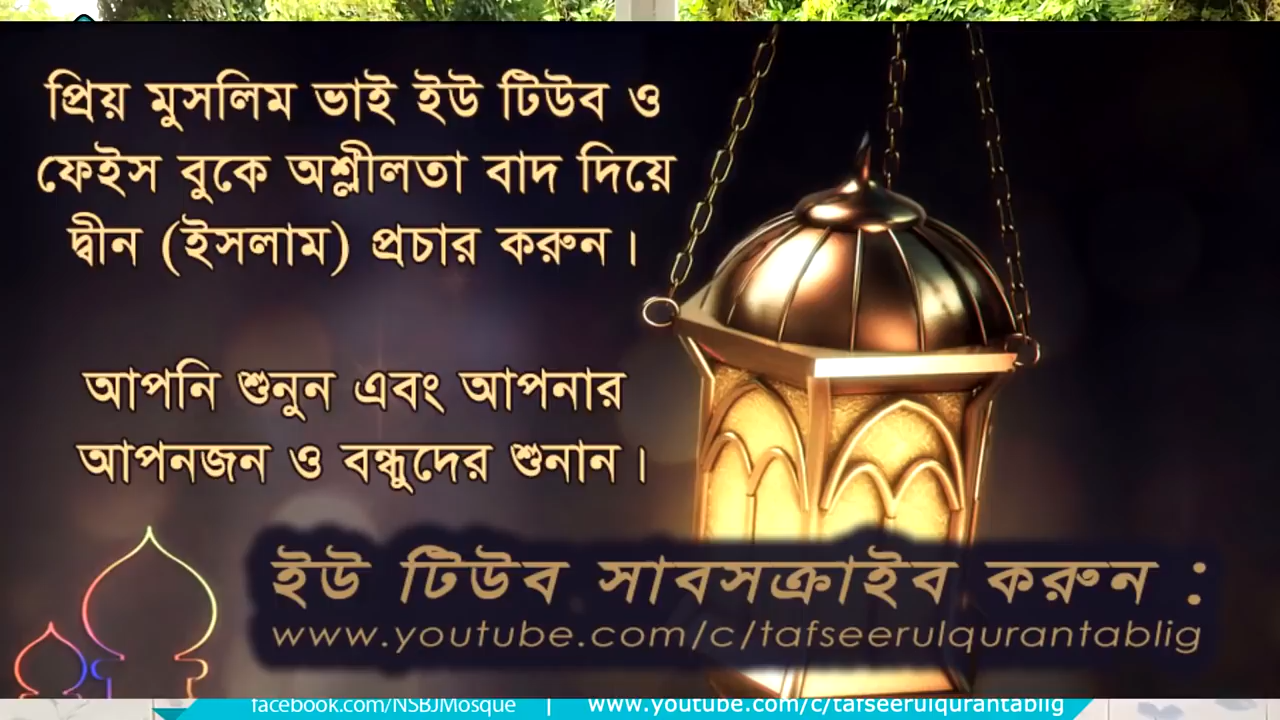 প্রিয় মুসলিম ভাই ইউ টিউব ও
ফেইস বুকে অশ্লীলতা বাদ দিয়ে
দ্বীন (ইসলাম) প্রচার করুন।
আপনি শুনুন এবং আপনার
আপনজন ও বন্ধুদের শুনান।
ইউ টিউব সাবসক্রাইব করুন :
www.youtube.com/c/tafseerulqurantablig
facebook.com/NSBJMosque | www.youtube.com/c/tafseerulqurantablig